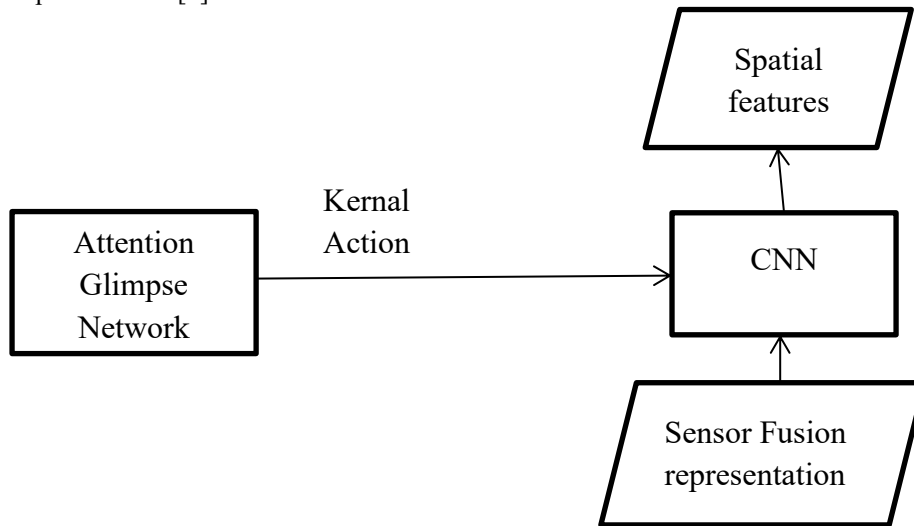 Spatial
features
Kernal
Action
Attention
Glimpse
Network
CNN
Sensor Fusion
representation